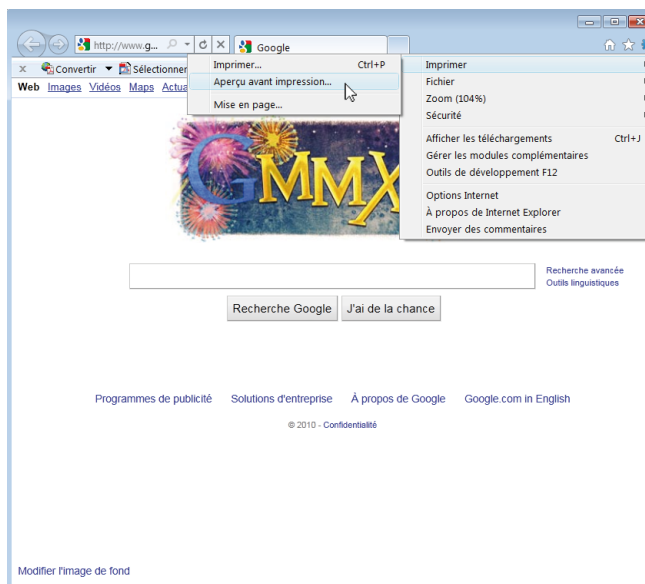 http://www.g...
Google
x Convertir Sélectionner
Imprimer... Ctrl+P
Aperçu avant impression...
Mise en page...
Imprimer
Fichier
Zoom (104%)
Sécurité
Afficher les téléchargements Ctrl+J
Gérer les modules complémentaires
Outils de développement F12
Options Internet
À propos de Internet Explorer
Envoyer des commentaires
Web Images Vidéos Maps
GMMX
Recherche avancée
Outils linguistiques
Recherche Google J'ai de la chance
Programmes de publicité Solutions d'entreprise À propos de Google Google.com in English
© 2010 - Confidentialité
Modifier l'image de fond